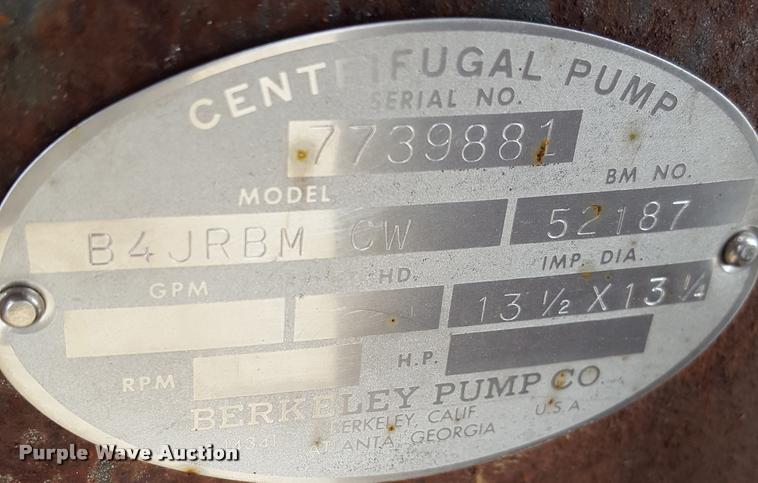 CENTRIFUGAL PUMP
SERIAL NO.
7739881
MODEL BM NO.
B4JRBM CW 52187
GPM HD. IMP. DIA.
13 ½ X 13 ¼
RPM H.P.
BERKELEY PUMP CO.
BERKELEY, CALIF. U.S.A.
ATLANTA, GEORGIA
Purple Wave Auction